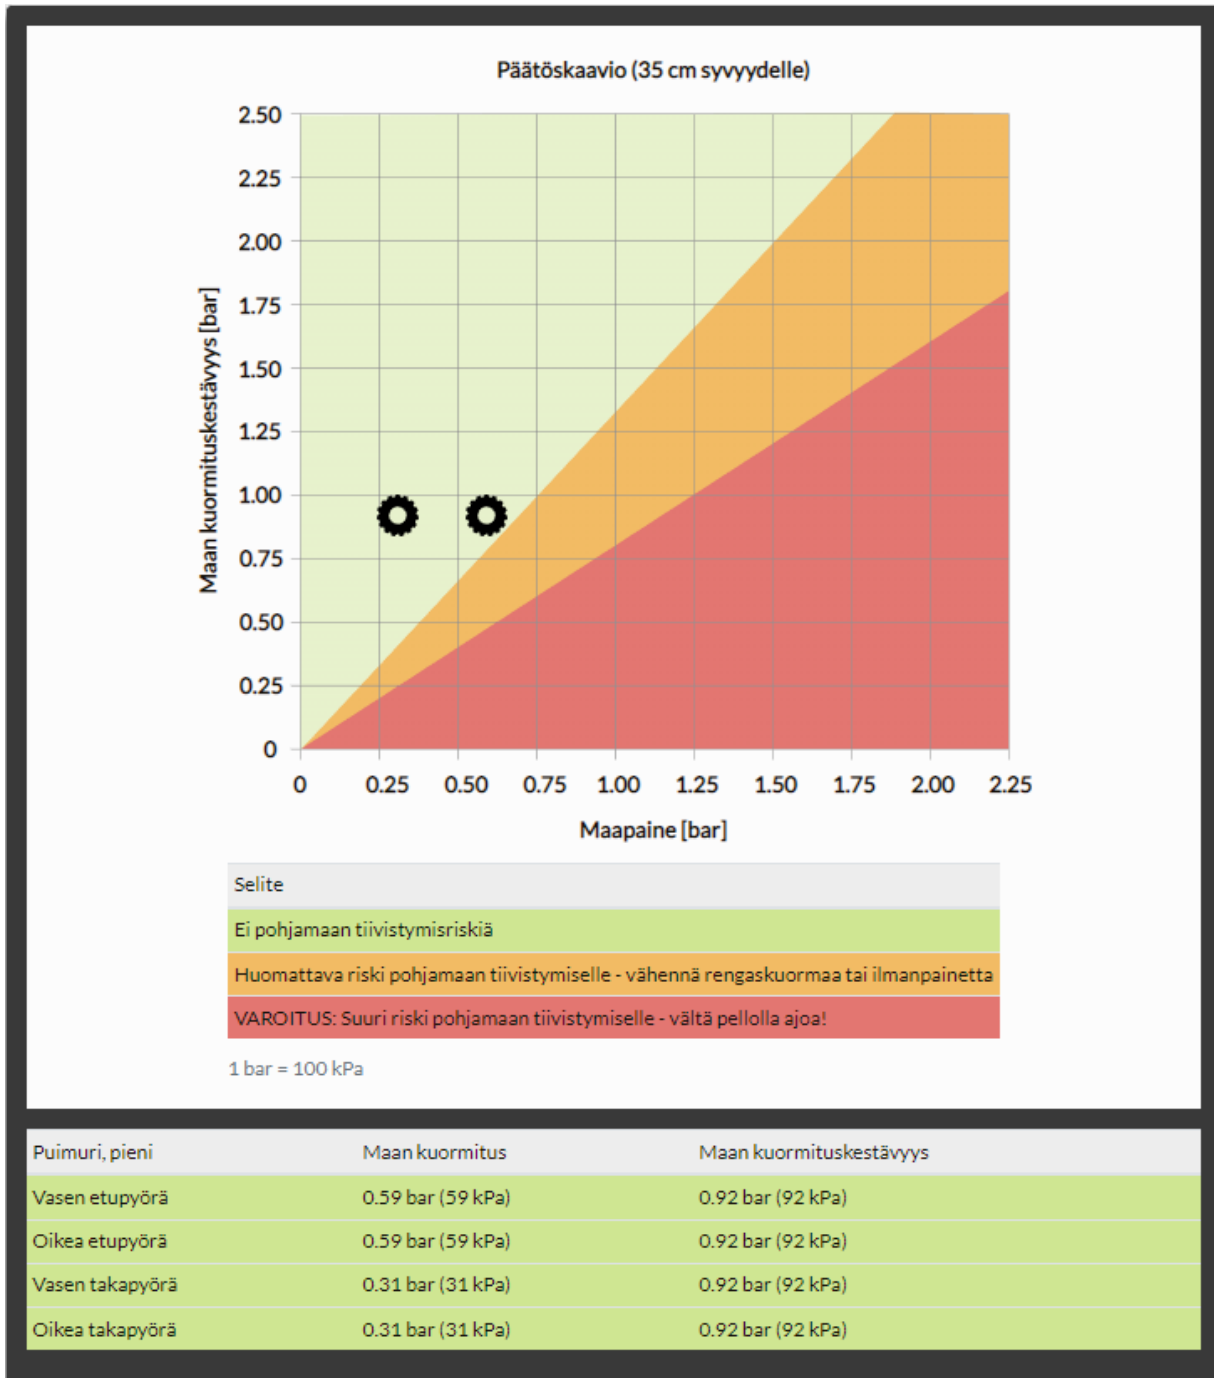 Päätöskaavio (35 cm syvyydelle)
2.50
2.25
2.00
1.75
1.50
1.25
1.00
0.75
0.50
0.25
0
Maan kuormituskestävyys [bar]
0 0.25 0.50 0.75 1.00 1.25 1.50 1.75 2.00 2.25
Maapaine [bar]
Selite
Ei pohjamaan tiivistymisriskiä
Huomattava riski pohjamaan tiivistymiselle - vähennä rengaskuormaa tai ilmanpainetta
VAROITUS: Suuri riski pohjamaan tiivistymiselle - vältä pellolla ajoa!
1 bar = 100 kPa
Puimuri, pieni Maan kuormitus Maan kuormituskestävyys
Vasen etupyörä 0.59 bar (59 kPa) 0.92 bar (92 kPa)
Oikea etupyörä 0.59 bar (59 kPa) 0.92 bar (92 kPa)
Vasen takapyörä 0.31 bar (31 kPa) 0.92 bar (92 kPa)
Oikea takapyörä 0.31 bar (31 kPa) 0.92 bar (92 kPa)